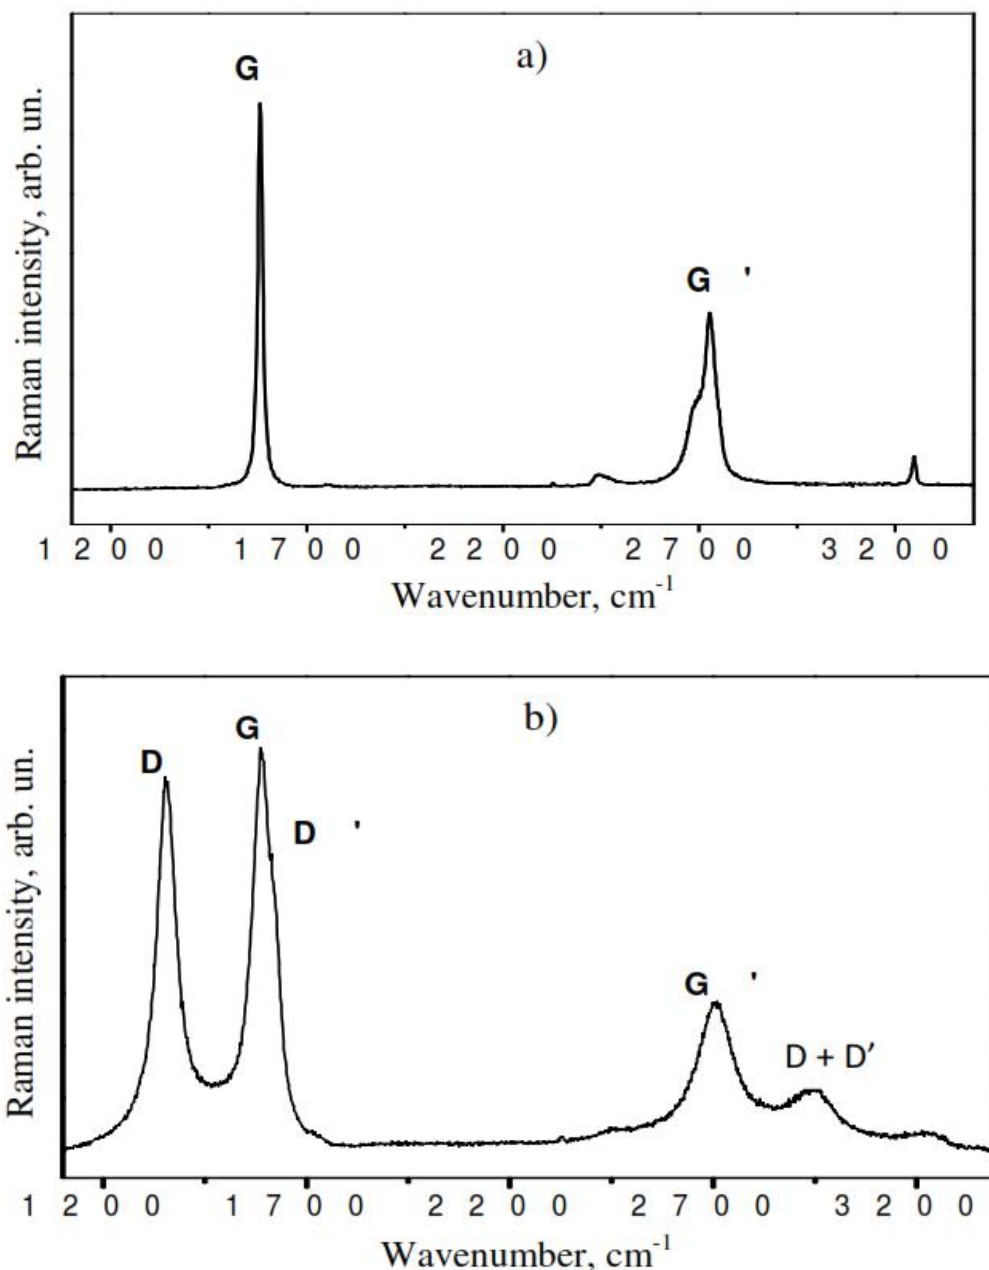 a)
G
G '
Raman intensity, arb. un.
1 2 0 0 1 7 0 0 2 2 0 0 2 7 0 0 3 2 0 0
Wavenumber, cm-1
b)
G
D
D '
G '
D + D′
Raman intensity, arb. un.
1 2 0 0 1 7 0 0 2 2 0 0 2 7 0 0 3 2 0 0
Wavenumber, cm-1